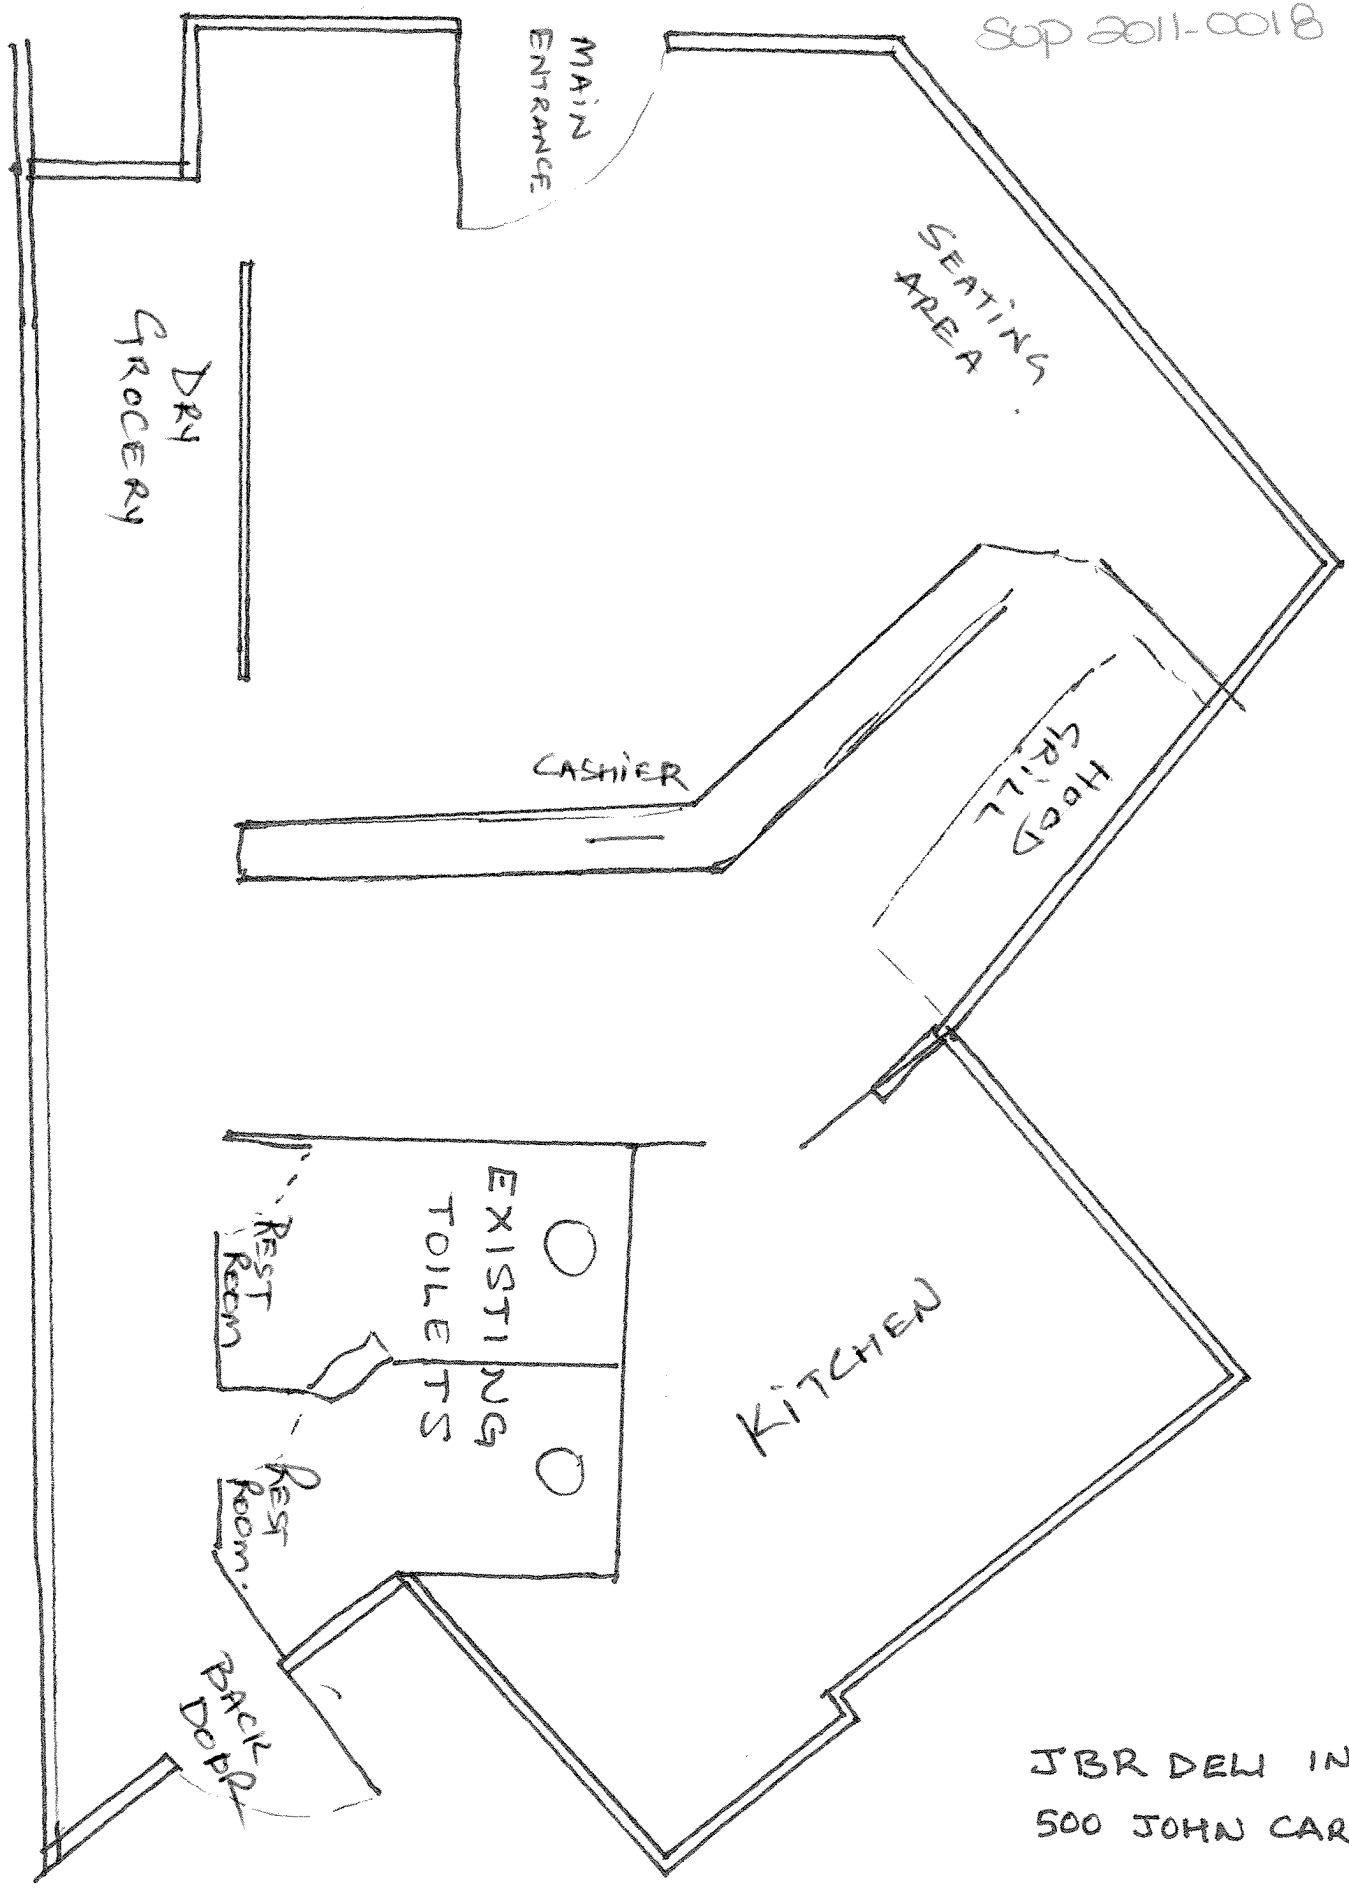 SUP 2011-0018
MAIN
ENTRANCE
SEATING
AREA
DRY
GROCERY
CASHIER
HOOD
GRILL
EXISTING
TOILETS
REST
ROOM
REST
ROOM.
KITCHEN
BACK
DOOR
JBR DELI IN
500 JOHN CAR